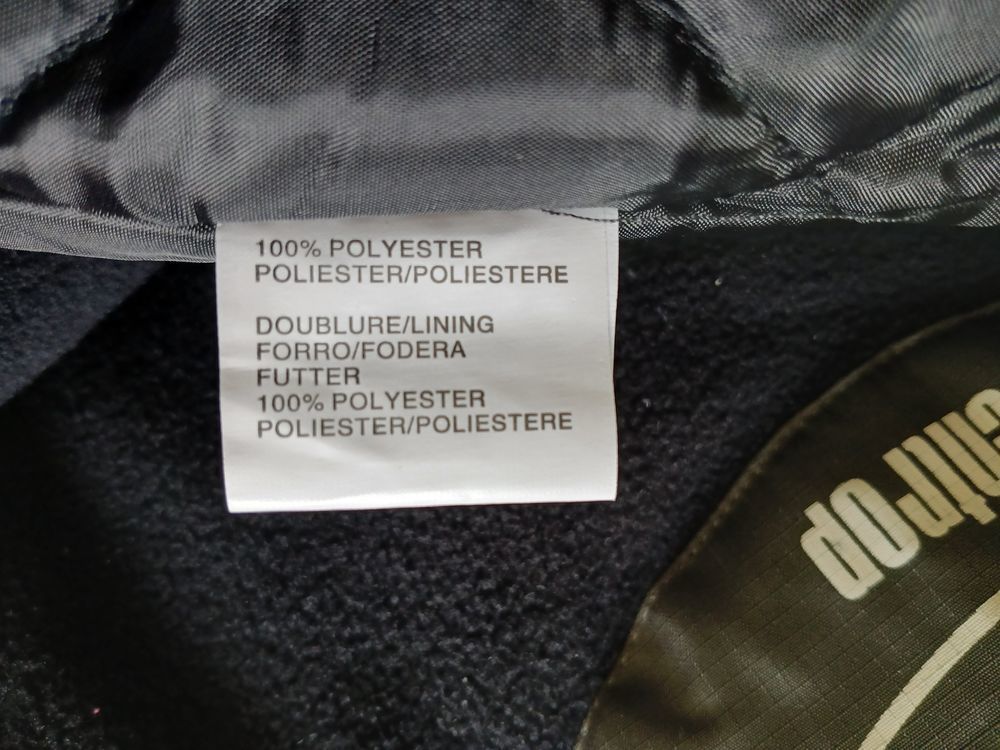 100% POLYESTER
POLIESTER/POLIESTERE
DOUBLURE/LINING
FORRO/FODERA
FUTTER
100% POLYESTER
POLIESTER/POLIESTERE